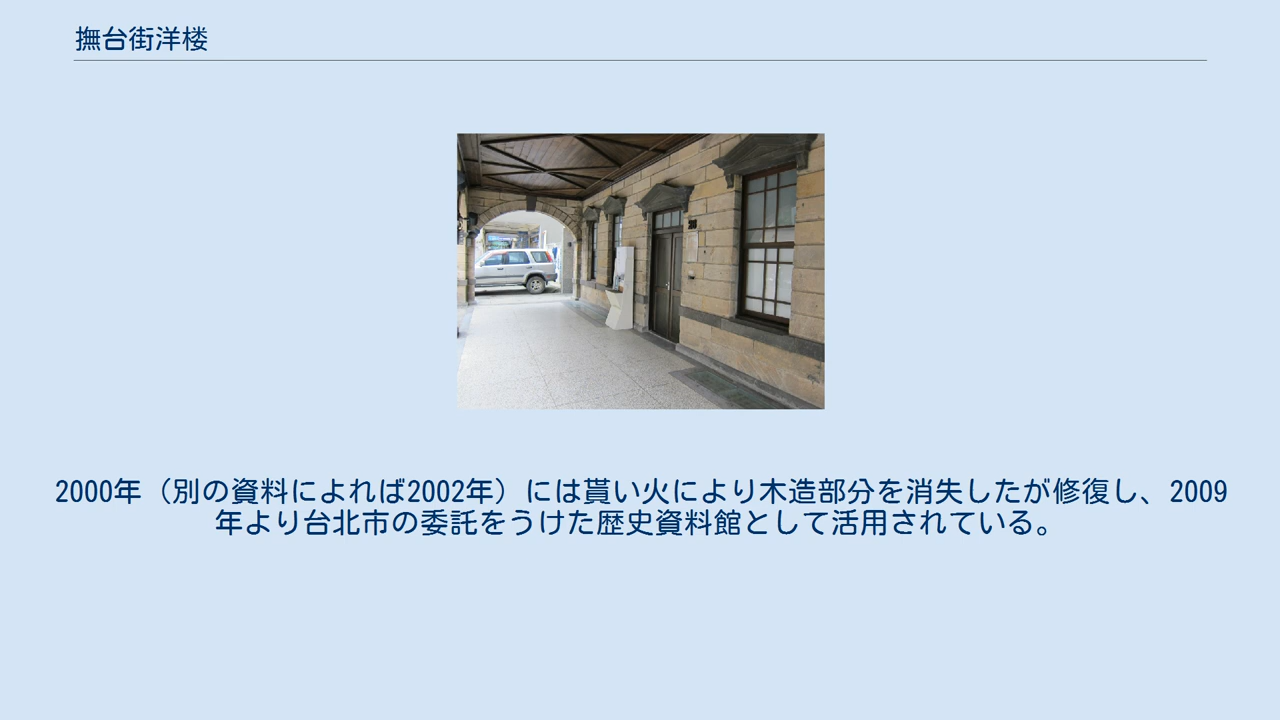 撫台街洋楼
2000年（別の資料によれば2002年）には貰い火により木造部分を消失したが修復し、2009
年より台北市の委託をうけた歴史資料館として活用されている。